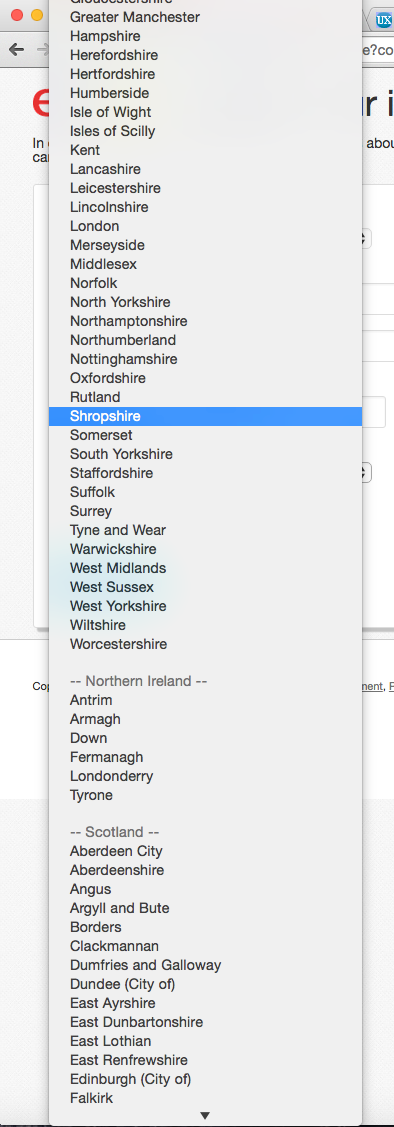 UX
Gloucestershire
Greater Manchester
Hampshire
e?co
Herefordshire
Hertfordshire
Humberside
e
r i
Isle of Wight
Isles of Scilly
In
abou
Kent
car
Lancashire
Leicestershire
Lincolnshire
London
Merseyside
Middlesex
Norfolk
North Yorkshire
Northamptonshire
Northumberland
Nottinghamshire
Oxfordshire
Rutland
Shropshire
Somerset
South Yorkshire
Staffordshire
Suffolk
Surrey
Tyne and Wear
Warwickshire
West Midlands
West Sussex
West Yorkshire
Wiltshire
Worcestershire
-- Northern Ireland --
Cop
ment, P
Antrim
Armagh
Down
Fermanagh
Londonderry
Tyrone
-- Scotland --
Aberdeen City
Aberdeenshire
Angus
Argyll and Bute
Borders
Clackmannan
Dumfries and Galloway
Dundee (City of)
East Ayrshire
East Dunbartonshire
East Lothian
East Renfrewshire
Edinburgh (City of)
Falkirk